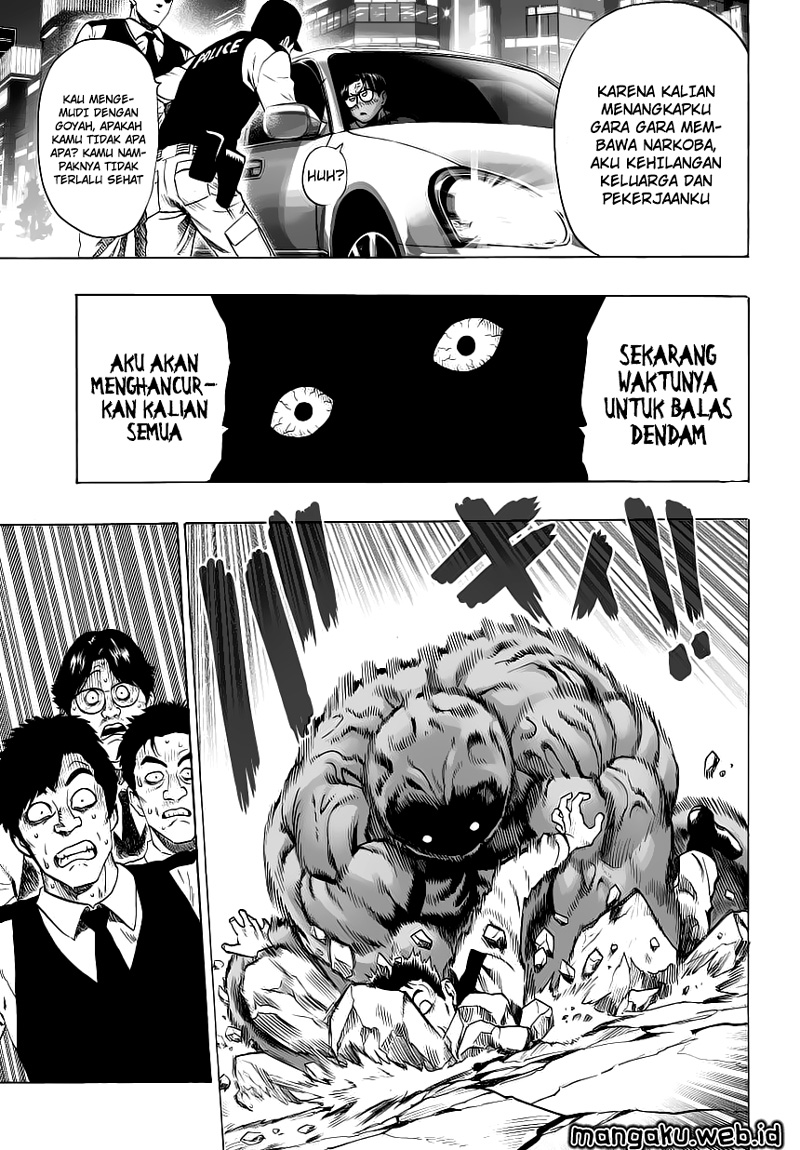 KARENA KALIAN
MENANGKAPKU
GARA GARA MEM-
BAWA NARKOBA,
AKU KEHILANGAN
KELUARGA DAN
PEKERJAANKU
POLICE
KAU MENGE-
MUDI DENGAN
GOYAH, APAKAH
KAMU TIDAK APA
APA? KAMU NAM-
PAKNYA TIDAK
TERLALU SEHAT
HUH?
SEKARANG
WAKTUNYA
UNTUK BALAS
DENDAM
AKU AKAN
MENGHANCUR-
KAN KALIAN
SEMUA
mangaku.web.id